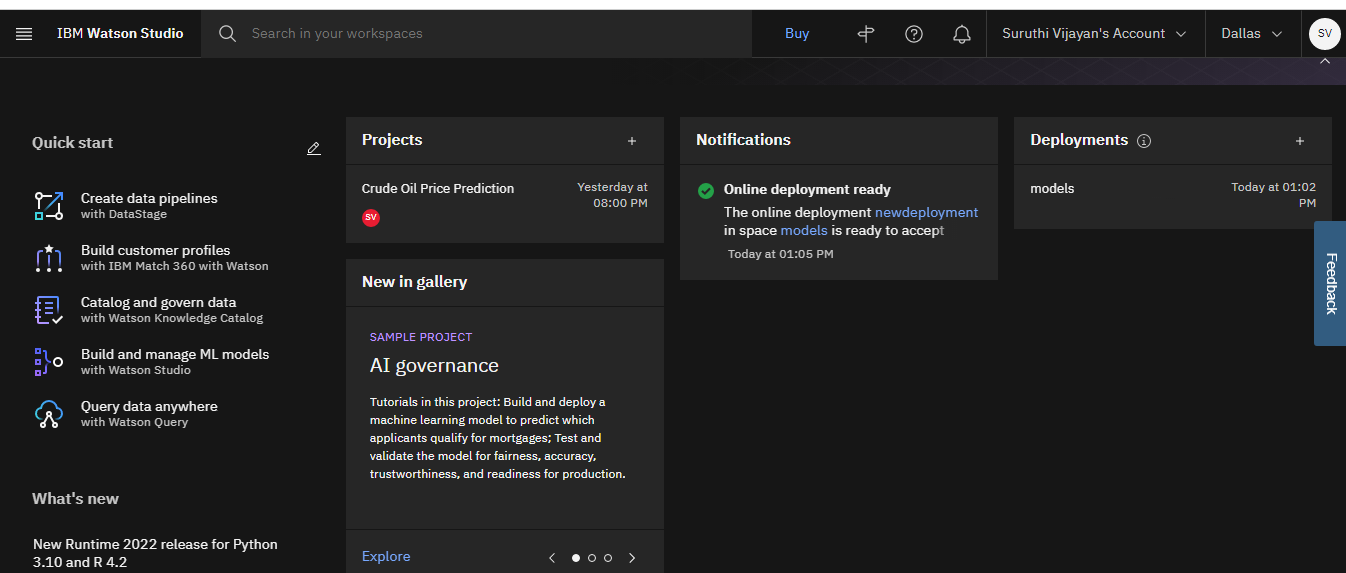 IBM Watson Studio
Search in your workspaces
Buy
Suruthi Vijayan's Account
Dallas
SV
Quick start
Create data pipelines
with DataStage
Build customer profiles
with IBM Match 360 with Watson
Catalog and govern data
with Watson Knowledge Catalog
Build and manage ML models
with Watson Studio
Query data anywhere
with Watson Query
What's new
New Runtime 2022 release for Python
3.10 and R 4.2
Projects
Crude Oil Price Prediction
Yesterday at
08:00 PM
SV
New in gallery
SAMPLE PROJECT
AI governance
Tutorials in this project: Build and deploy a
machine learning model to predict which
applicants qualify for mortgages; Test and
validate the model for fairness, accuracy,
trustworthiness, and readiness for production.
Explore
Notifications
Online deployment ready
The online deployment newdeployment
in space models is ready to accept
Today at 01:05 PM
Deployments
models
Today at 01:02
PM
Feedback